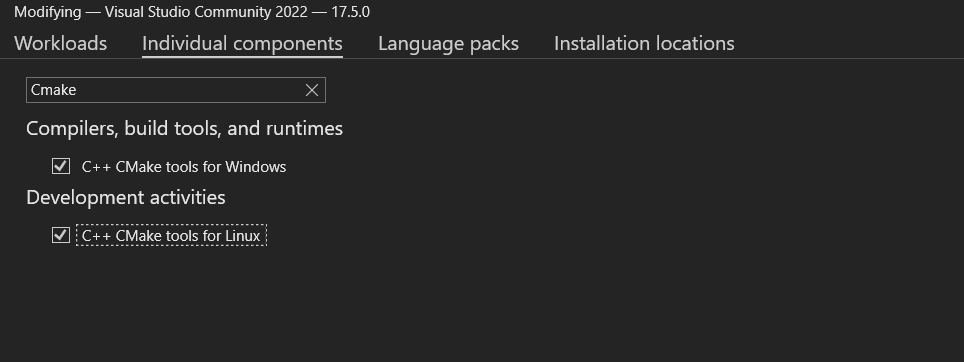 Modifying — Visual Studio Community 2022 — 17.5.0
Workloads Individual components Language packs Installation locations
Cmake
Compilers, build tools, and runtimes
C++ CMake tools for Windows
Development activities
C++ CMake tools for Linux